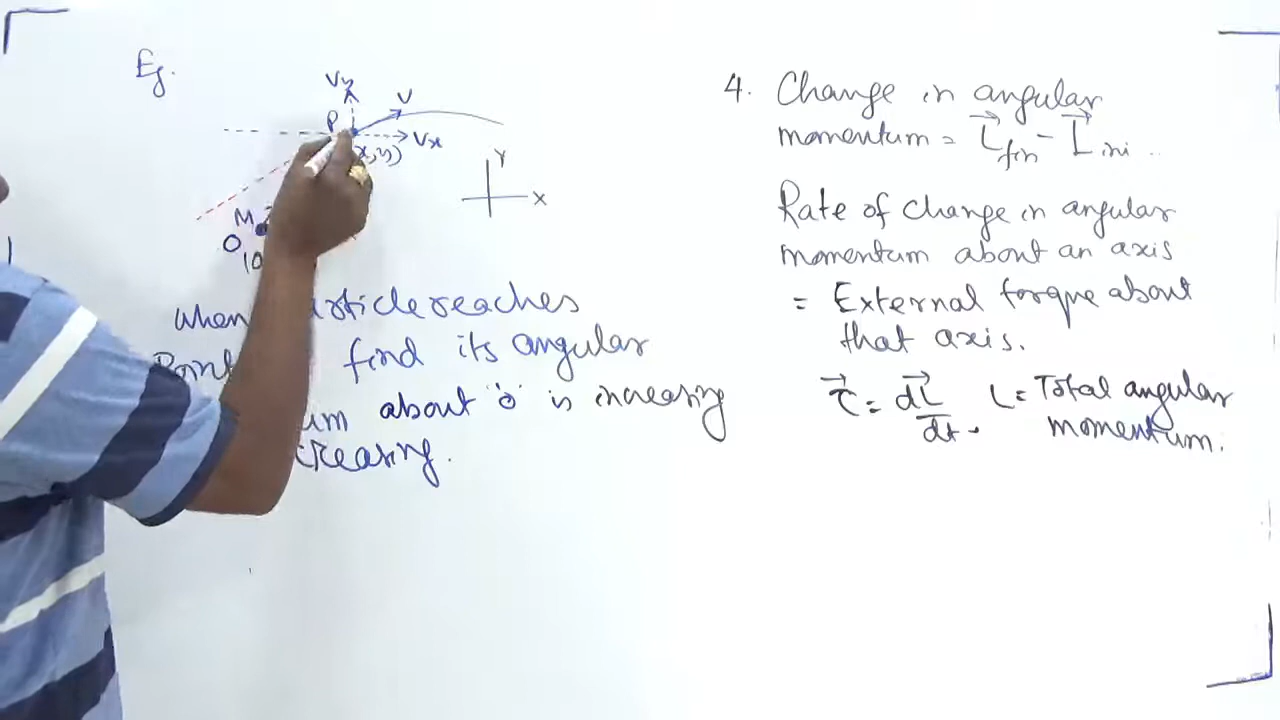 Eg.
Vy
V
P
Vx
x,y)
Y
X
M
O
(0
when rticle reaches
Point find its angular
um about 'o' is increasing
creasing.
4. Change in angular
momentum = L⃗fin - L⃗ini ..
Rate of change in angular
momentum about an axis
= External torque about
that axis.
τ⃗ = dL⃗/dt. L = Total angular
momentum.